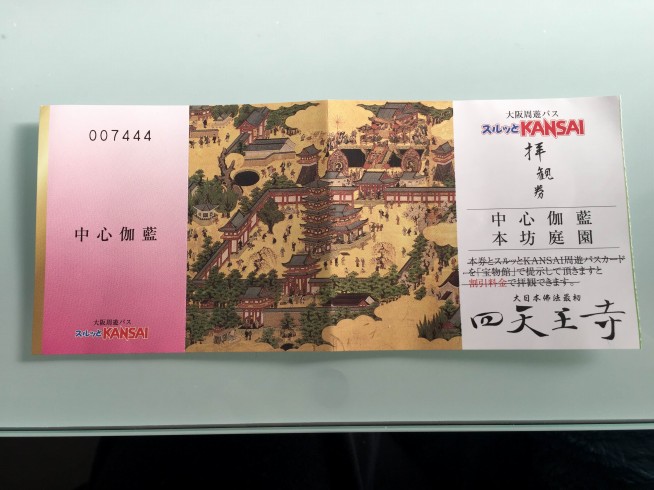 007444
中心伽藍
大阪周遊パス
スルッとKANSAI
大阪周遊パス
スルッとKANSAI
拝観券
中心伽藍
本坊庭園
本券とスルッとKANSAI周遊パスカード
を「宝物館」で提示して頂きますと
割引料金で拝観できます。
大日本佛法最初
四天王寺